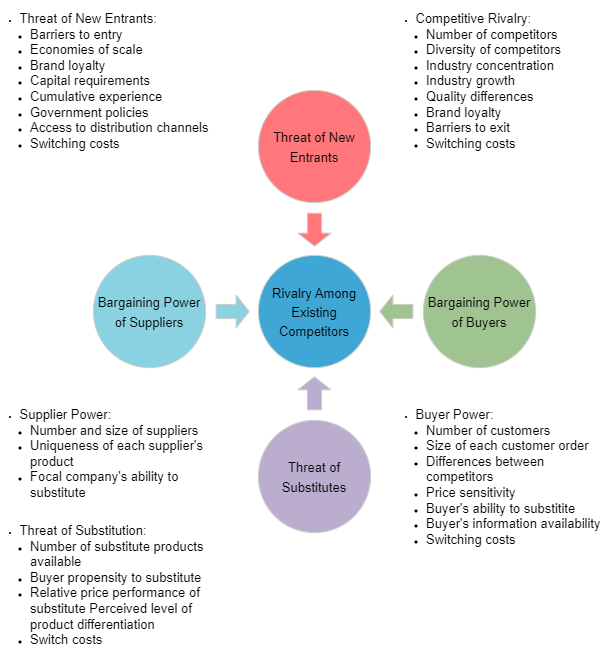 Threat of New Entrants:
Barriers to entry
Economies of scale
Brand loyalty
Capital requirements
Cumulative experience
Government policies
Access to distribution channels
Switching costs
Competitive Rivalry:
Number of competitors
Diversity of competitors
Industry concentration
Industry growth
Quality differences
Brand loyalty
Barriers to exit
Switching costs
Threat of New
Entrants
Bargaining Power
of Suppliers
Rivalry Among
Existing
Competitors
Bargaining Power
of Buyers
Threat of
Substitutes
Supplier Power:
Number and size of suppliers
Uniqueness of each supplier's
product
Focal company's ability to
substitute
Threat of Substitution:
Number of substitute products
available
Buyer propensity to substitute
Relative price performance of
substitute Perceived level of
product differentiation
Switch costs
Buyer Power:
Number of customers
Size of each customer order
Differences between
competitors
Price sensitivity
Buyer's ability to substitite
Buyer's information availability
Switching costs